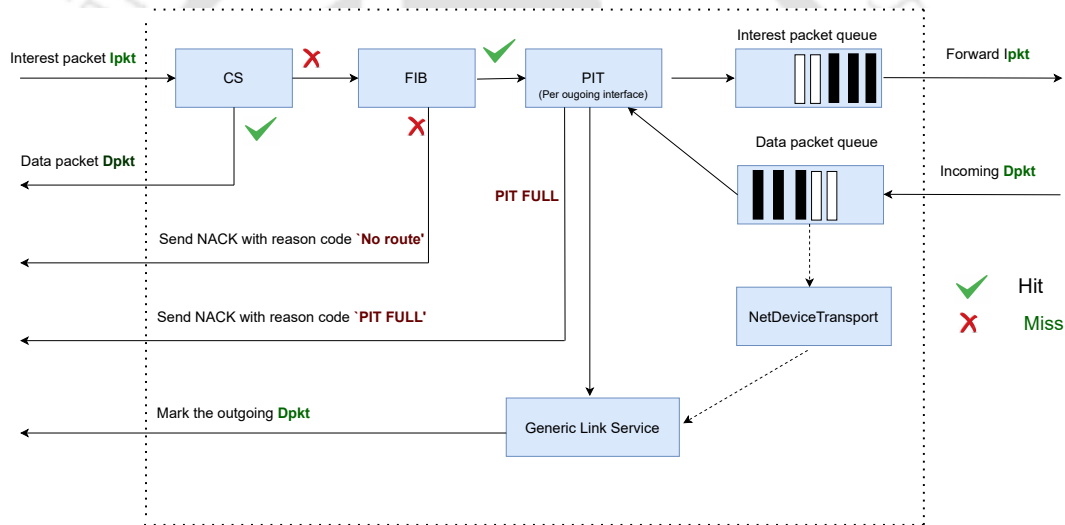 Interest packet queue
Interest packet Ipkt
Forward Ipkt
CS
FIB
PIT
(Per ougoing interface)
Data packet queue
Data packet Dpkt
Incoming Dpkt
PIT FULL
Send NACK with reason code `No route'
Hit
Send NACK with reason code `PIT FULL'
NetDeviceTransport
Miss
Mark the outgoing Dpkt
Generic Link Service